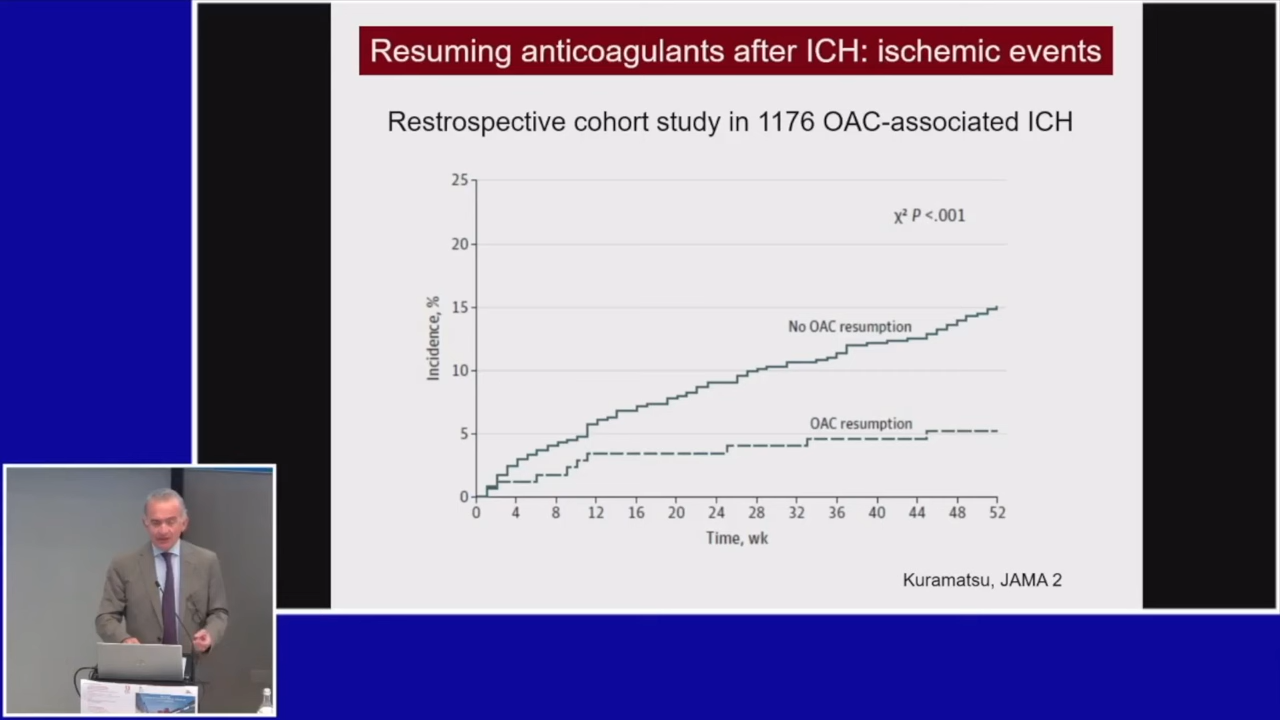 Resuming anticoagulants after ICH: ischemic events
Restrospective cohort study in 1176 OAC-associated ICH
25
20
15
10
5
0
Incidence, %
χ² P <.001
No OAC resumption
OAC resumption
0 4 8 12 16 20 24 28 32 36 40 44 48 52
Time, wk
Kuramatsu, JAMA 2